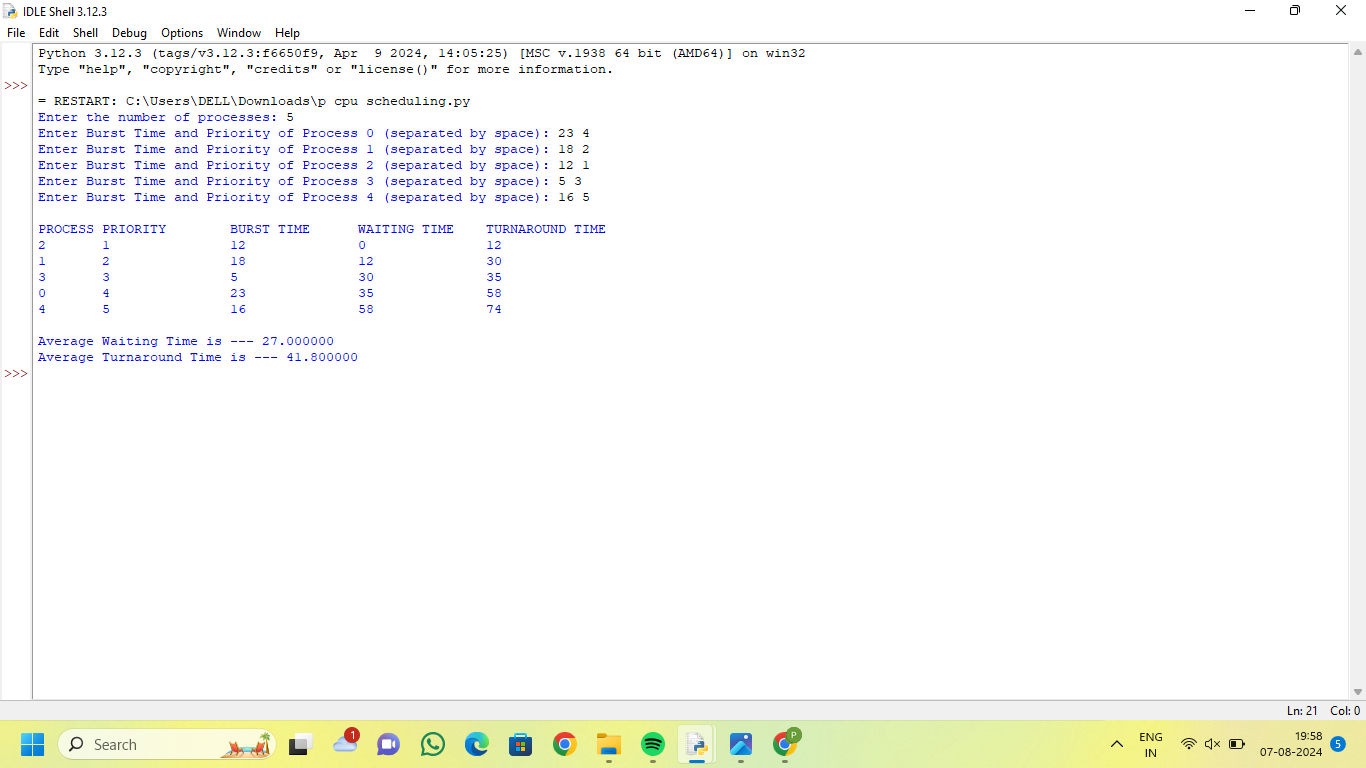 IDLE Shell 3.12.3
File Edit Shell Debug Options Window Help
Python 3.12.3 (tags/v3.12.3:f6650f9, Apr  9 2024, 14:05:25) [MSC v.1938 64 bit (AMD64)] on win32
Type "help", "copyright", "credits" or "license()" for more information.
>>>
= RESTART: C:\Users\DELL\Downloads\p cpu scheduling.py
Enter the number of processes: 5
Enter Burst Time and Priority of Process 0 (separated by space): 23 4
Enter Burst Time and Priority of Process 1 (separated by space): 18 2
Enter Burst Time and Priority of Process 2 (separated by space): 12 1
Enter Burst Time and Priority of Process 3 (separated by space): 5 3
Enter Burst Time and Priority of Process 4 (separated by space): 16 5
PROCESS PRIORITY BURST TIME WAITING TIME TURNAROUND TIME
2 1 12 0 12
1 2 18 12 30
3 3 5 30 35
0 4 23 35 58
4 5 16 58 74
Average Waiting Time is --- 27.000000
Average Turnaround Time is --- 41.800000
>>>
Ln: 21 Col: 0
Search
1
P
ENG
IN
19:58
07-08-2024
5